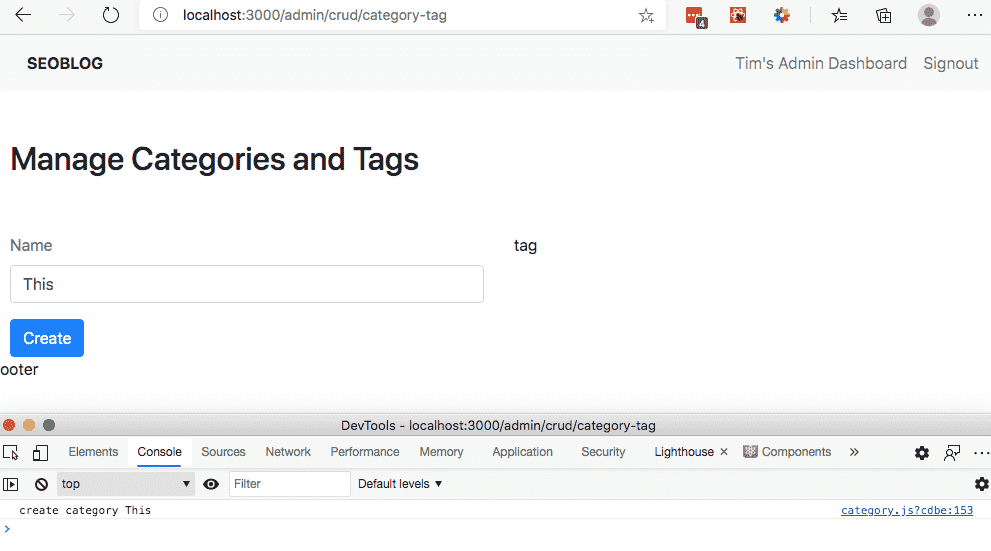 localhost:3000/admin/crud/category-tag
4
SEOBLOG
Tim's Admin Dashboard Signout
Manage Categories and Tags
Name
tag
This
Create
ooter
DevTools - localhost:3000/admin/crud/category-tag
Elements Console Sources Network Performance Memory Application Security Lighthouse × Components »
top ▼ Filter Default levels ▼
create category This category.js?cdbe:153
>